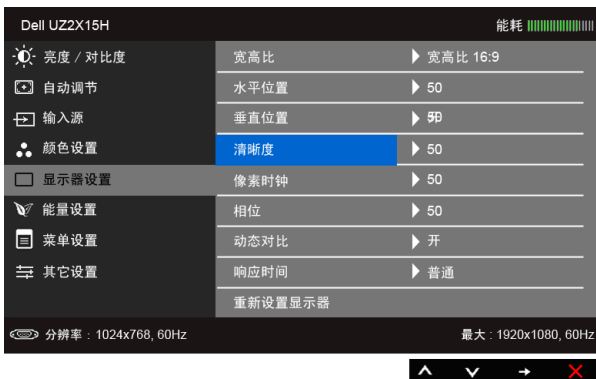 Dell UZ2X15H 能耗
亮度 / 对比度 宽高比 宽高比 16:9
自动调节 水平位置 50
输入源 垂直位置
颜色设置 清晰度 50
显示器设置 像素时钟 50
能量设置 相位 50
菜单设置 动态对比 开
其它设置 响应时间 普通
重新设置显示器
分辨率 : 1024x768, 60Hz 最大 : 1920x1080, 60Hz